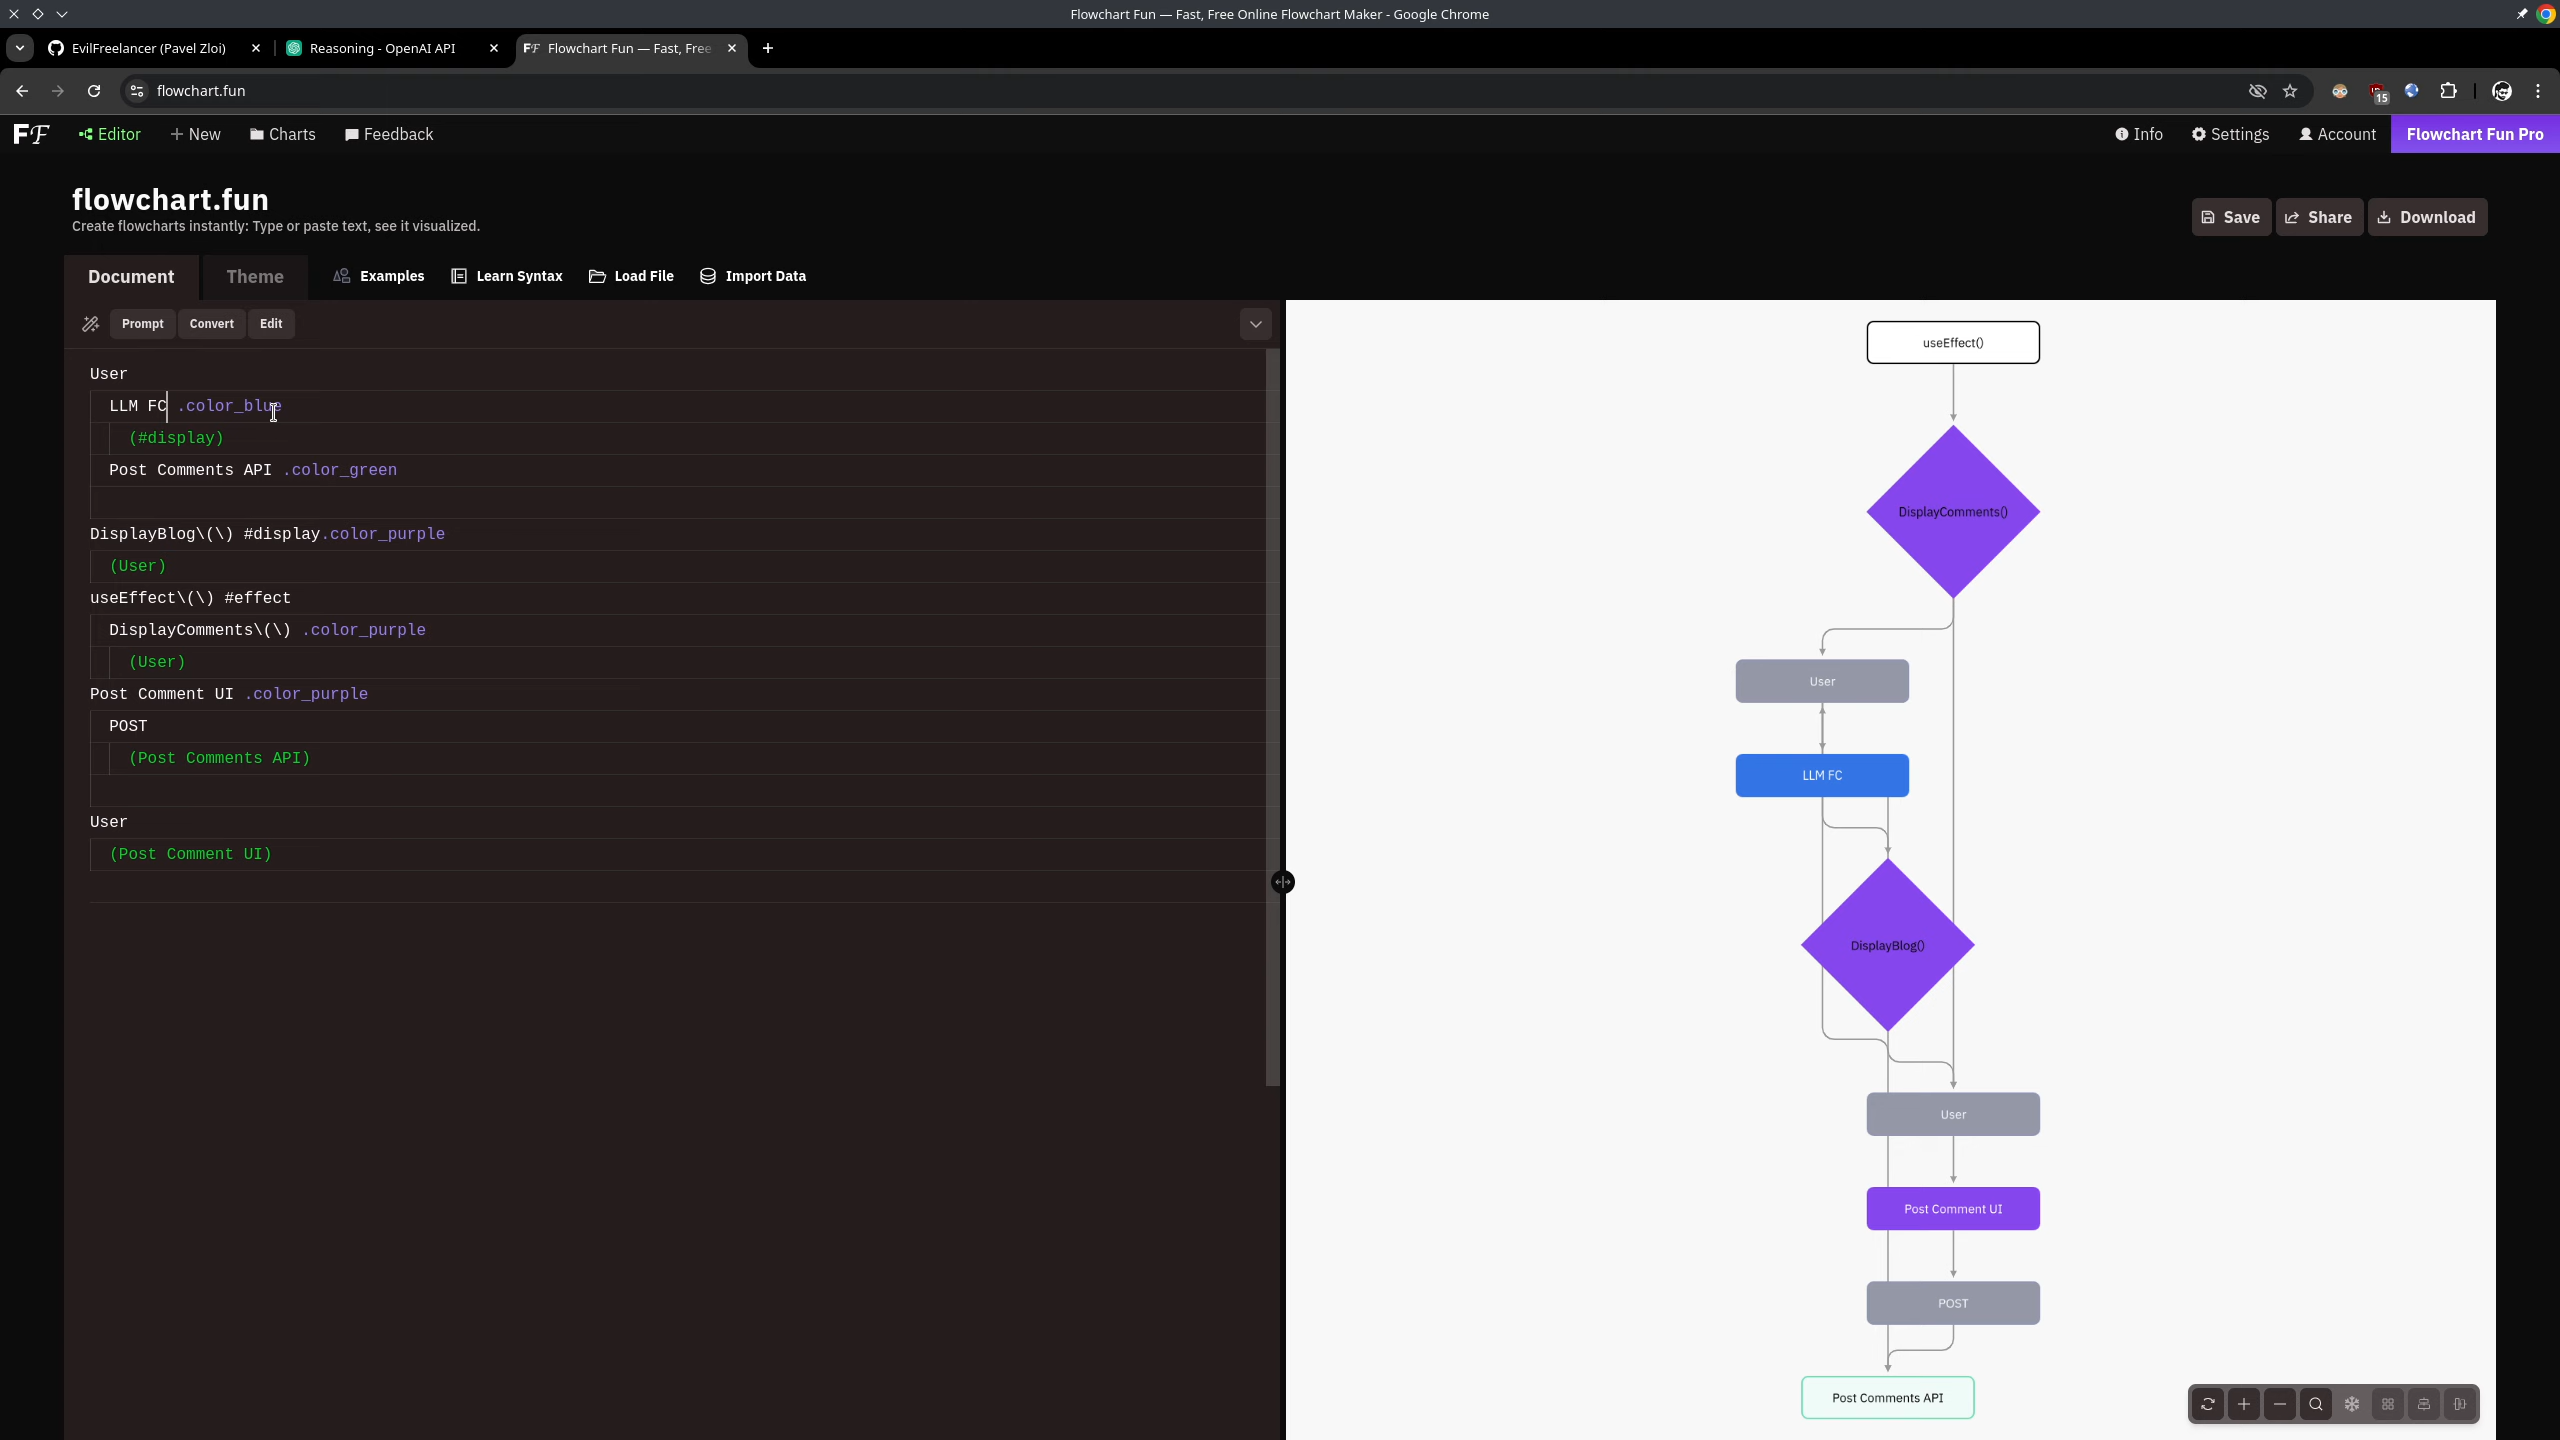 Flowchart Fun — Fast, Free Online Flowchart Maker - Google Chrome
EvilFreelancer (Pavel Zloi)
Reasoning - OpenAI API
Flowchart Fun — Fast, Free
flowchart.fun
15
FF Editor New Charts Feedback
Info Settings Account Flowchart Fun Pro
flowchart.fun
Create flowcharts instantly: Type or paste text, see it visualized.
Save Share Download
Document Theme Examples Learn Syntax Load File Import Data
Prompt Convert Edit
User
LLM FC .color_blue
(#display)
Post Comments API .color_green
DisplayBlog\(\) #display.color_purple
(User)
useEffect\(\) #effect
DisplayComments\(\) .color_purple
(User)
Post Comment UI .color_purple
POST
(Post Comments API)
User
(Post Comment UI)
useEffect()
DisplayComments()
User
LLM FC
DisplayBlog()
User
Post Comment UI
POST
Post Comments API